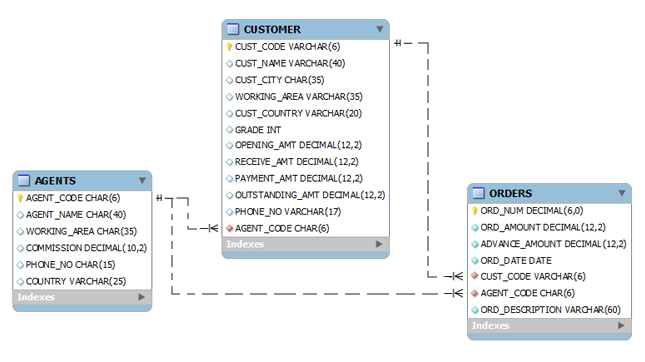 CUSTOMER
CUST_CODE VARCHAR(6)
CUST_NAME VARCHAR(40)
CUST_CITY CHAR(35)
WORKING_AREA VARCHAR(35)
CUST_COUNTRY VARCHAR(20)
GRADE INT
OPENING_AMT DECIMAL(12,2)
RECEIVE_AMT DECIMAL(12,2)
PAYMENT_AMT DECIMAL(12,2)
OUTSTANDING_AMT DECIMAL(12,2)
PHONE_NO VARCHAR(17)
AGENT_CODE CHAR(6)
Indexes
AGENTS
AGENT_CODE CHAR(6)
AGENT_NAME CHAR(40)
WORKING_AREA CHAR(35)
COMMISSION DECIMAL(10,2)
PHONE_NO CHAR(15)
COUNTRY VARCHAR(25)
Indexes
ORDERS
ORD_NUM DECIMAL(6,0)
ORD_AMOUNT DECIMAL(12,2)
ADVANCE_AMOUNT DECIMAL(12,2)
ORD_DATE DATE
CUST_CODE VARCHAR(6)
AGENT_CODE CHAR(6)
ORD_DESCRIPTION VARCHAR(60)
Indexes